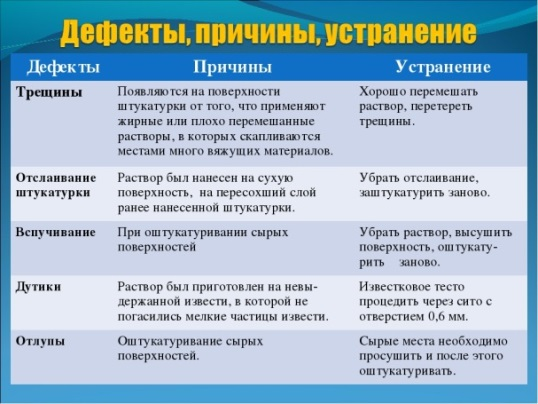 Дефекты, причины, устранение
Дефекты Причины Устранение
Трещины
Появляются на поверхности
штукатурки от того, что применяют
жирные или плохо перемешанные
растворы, в которых скапливаются
местами много вяжущих материалов.
Хорошо перемешать
раствор, перетереть
трещины.
Отслаивание
штукатурки
Раствор был нанесен на сухую
поверхность, на пересохший слой
ранее нанесенной штукатурки.
Убрать отслаивание,
заштукатурить заново.
Вспучивание
При оштукатуривании сырых
поверхностей
Убрать раствор, высушить
поверхность, оштукату-
рить заново.
Дутики
Раствор был приготовлен на невы-
держанной извести, в которой не
погасились мелкие частицы извести.
Известковое тесто
процедить через сито с
отверстием 0,6 мм.
Отлупы
Оштукатуривание сырых
поверхностей.
Сырые места необходимо
просушить и после этого
оштукатуривать.